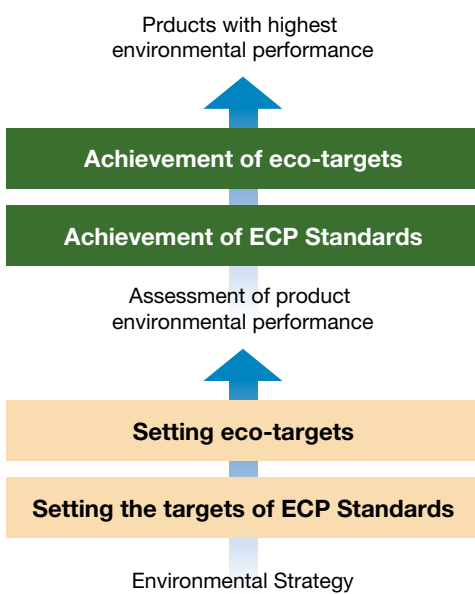 Prducts with highest
environmental performance
Achievement of eco-targets
Achievement of ECP Standards
Assessment of product
environmental performance
Setting eco-targets
Setting the targets of ECP Standards
Environmental Strategy